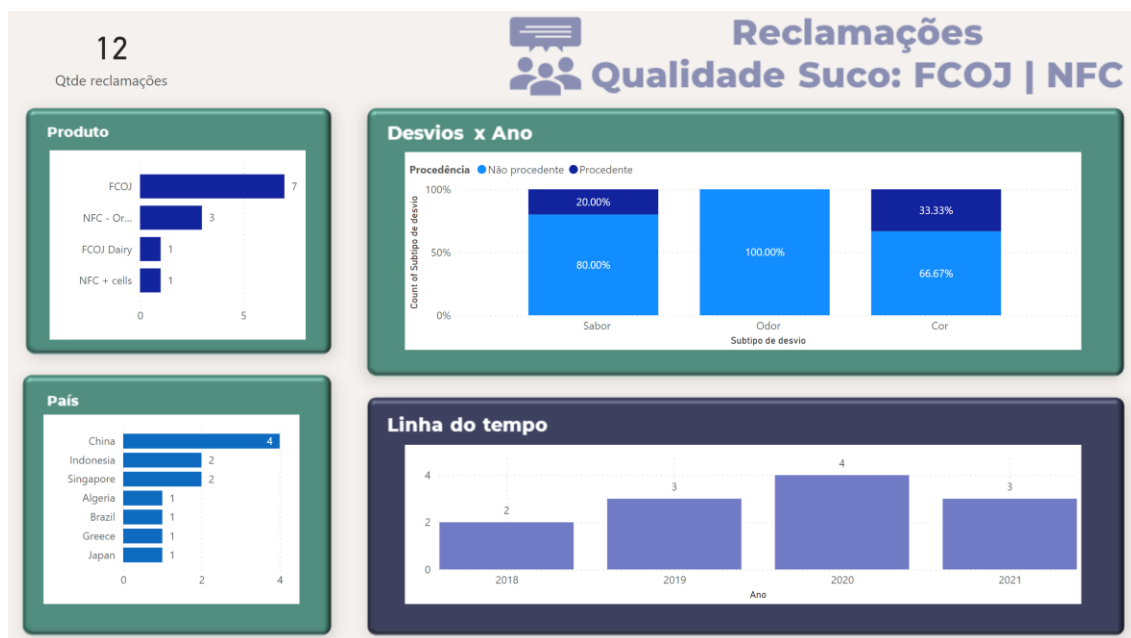 12
Qtde reclamações
Reclamações
Qualidade Suco: FCOJ | NFC
Produto
FCOJ
7
NFC - Or...
3
FCOJ Dairy
1
NFC + cells
1
0 5
País
China
4
Indonesia
2
Singapore
2
Algeria
1
Brazil
1
Greece
1
Japan
1
0 2 4
Desvios x Ano
Procedência Não procedente Procedente
Count of Subtipo de desvio
100%
50%
0%
20.00%
80.00%
100.00%
33.33%
66.67%
Sabor Odor Cor
Subtipo de desvio
Linha do tempo
4
2
0
2
3
4
3
2018 2019 2020 2021
Ano